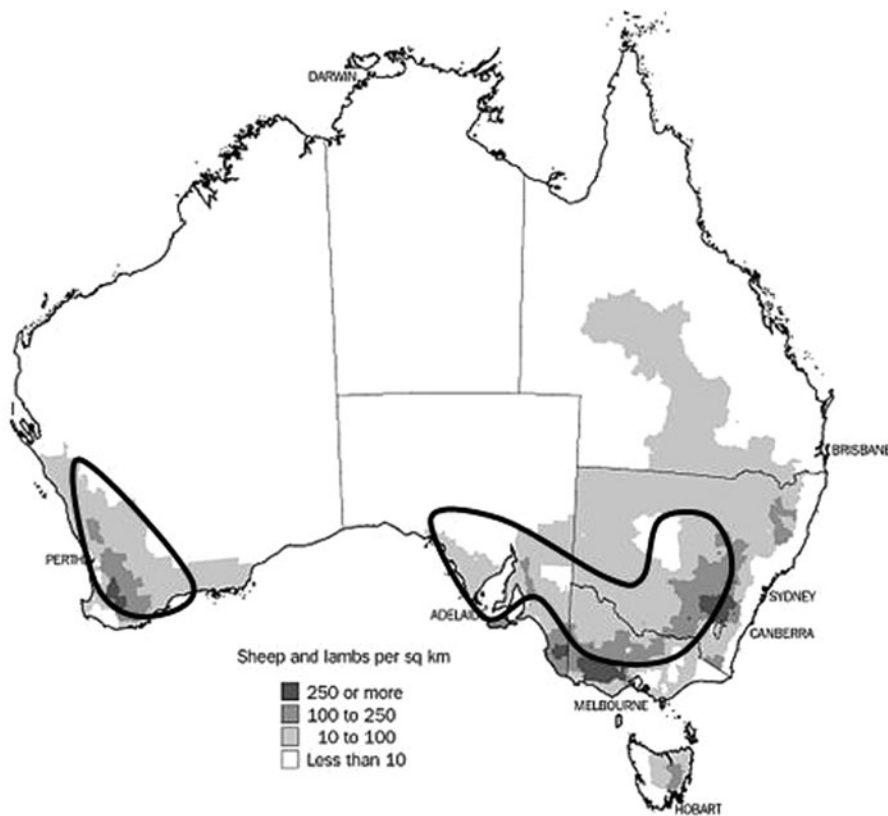 DARWIN
BRISBANE
PERTH
SYDNEY
ADELAID
CANBERRA
Sheep and lambs per sq km
250 or more
100 to 250
10 to 100
Less than 10
MELBOURNE
HOBART